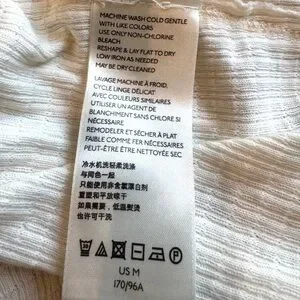 MACHINE WASH COLD GENTLE
WITH LIKE COLORS
USE ONLY NON-CHLORINE
BLEACH
RESHAPE & LAY FLAT TO DRY
LOW IRON AS NEEDED
MAY BE DRY CLEANED
LAVAGE MACHINE À FROID,
CYCLE LINGE DÉLICAT
AVEC COULEURS SIMILAIRES
UTILISER UN AGENT DE
BLANCHIMENT SANS CHLORE SI
NÉCESSAIRE
REMODELER ET SÉCHER À PLAT
FAIBLE COMME FER NÉCESSAIRES
PEUT-ÊTRE ÊTRE NETTOYÉE SEC
冷水机洗轻柔洗涤
与同色一起
只能使用非含氯漂白剂
重塑和平放晾干
如果需要，低温熨烫
也许可干洗
US M
170/96A